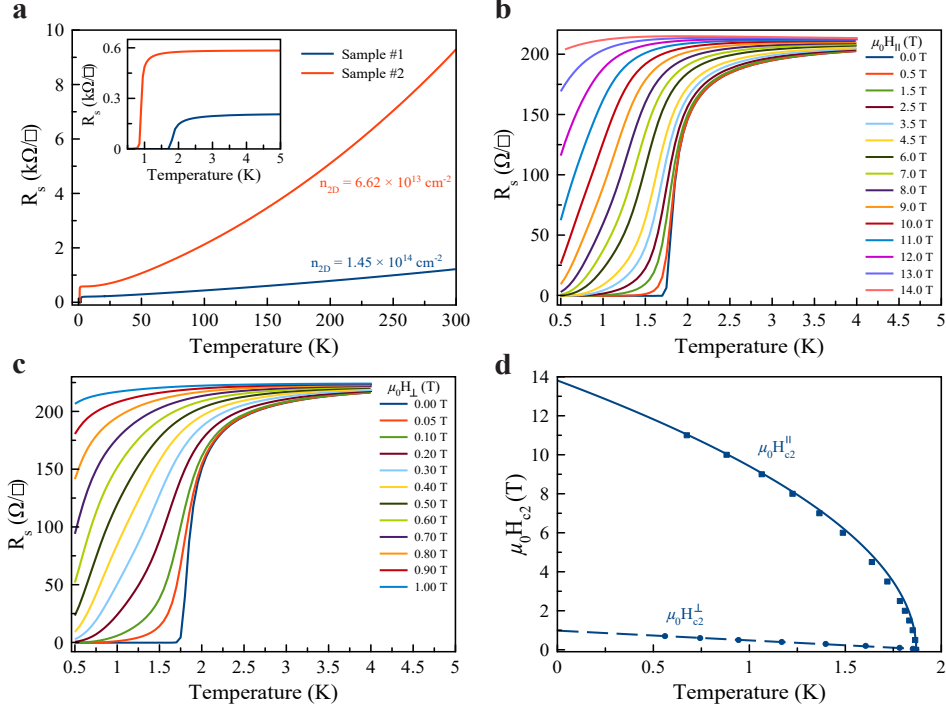 a
R_s (kΩ/□)
10
8
6
4
2
0
0
50
100
150
200
250
300
Temperature (K)
Sample #1
Sample #2
n_2D = 6.62 × 10^13 cm^-2
n_2D = 1.45 × 10^14 cm^-2
R_s (kΩ/□)
0.6
0.3
0
1
2
3
4
5
Temperature (K)
b
R_s (Ω/□)
200
150
100
50
0
0.5
1
1.5
2
2.5
3
3.5
4
4.5
5
Temperature (K)
μ_0H_|| (T)
0.0 T
0.5 T
1.5 T
2.5 T
3.5 T
4.5 T
6.0 T
7.0 T
8.0 T
9.0 T
10.0 T
11.0 T
12.0 T
13.0 T
14.0 T
c
R_s (Ω/□)
200
150
100
50
0
0.5
1
1.5
2
2.5
3
3.5
4
4.5
5
Temperature (K)
μ_0H_⊥ (T)
0.00 T
0.05 T
0.10 T
0.20 T
0.30 T
0.40 T
0.50 T
0.60 T
0.70 T
0.80 T
0.90 T
1.00 T
d
μ_0H_c2 (T)
14
12
10
8
6
4
2
0
0
0.5
1
1.5
2
Temperature (K)
μ_0H_c2^||
μ_0H_c2^⊥